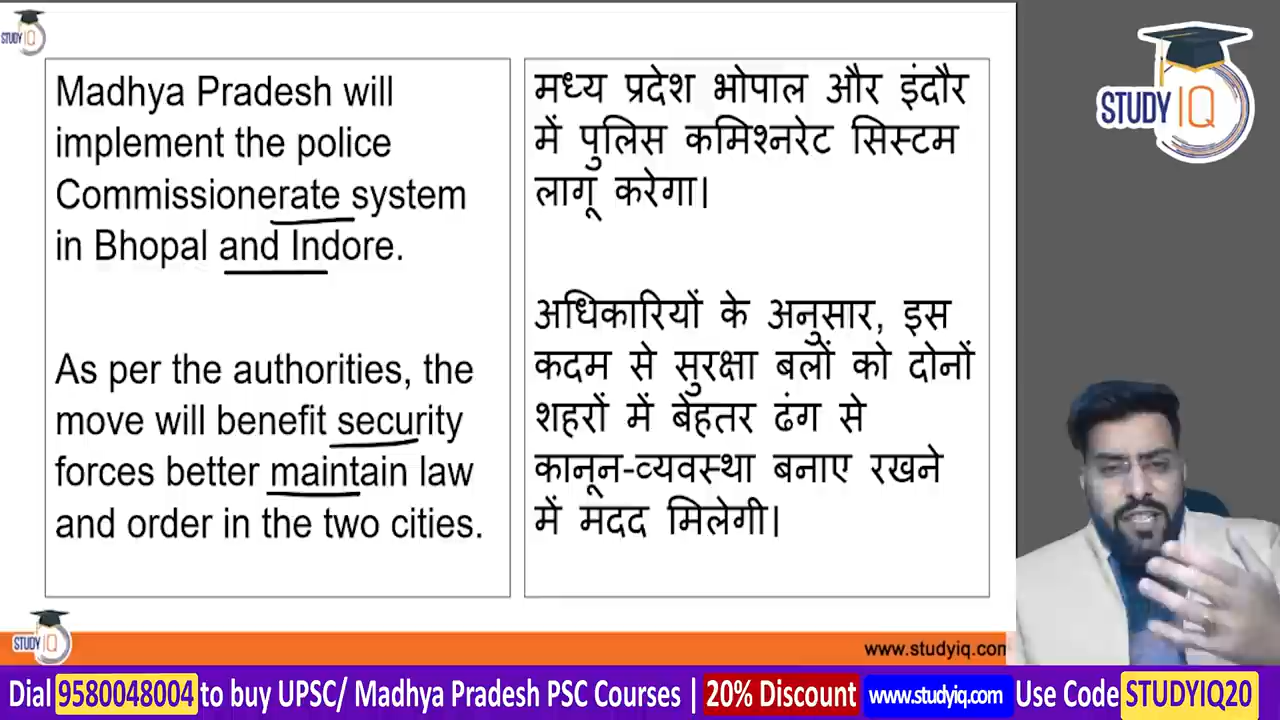 STUDY IQ
Madhya Pradesh will
implement the police
Commissionerate system
in Bhopal and Indore.
As per the authorities, the
move will benefit security
forces better maintain law
and order in the two cities.
मध्य प्रदेश भोपाल और इंदौर
में पुलिस कमिश्नरेट सिस्टम
लागू करेगा।
अधिकारियों के अनुसार, इस
कदम से सुरक्षा बलों को दोनों
शहरों में बेहतर ढंग से
कानून-व्यवस्था बनाए रखने
में मदद मिलेगी।
STUDY IQ
STUDY IQ
www.studyiq.com
Dial 9580048004 to buy UPSC/ Madhya Pradesh PSC Courses | 20% Discount www.studyiq.com Use Code STUDYIQ20